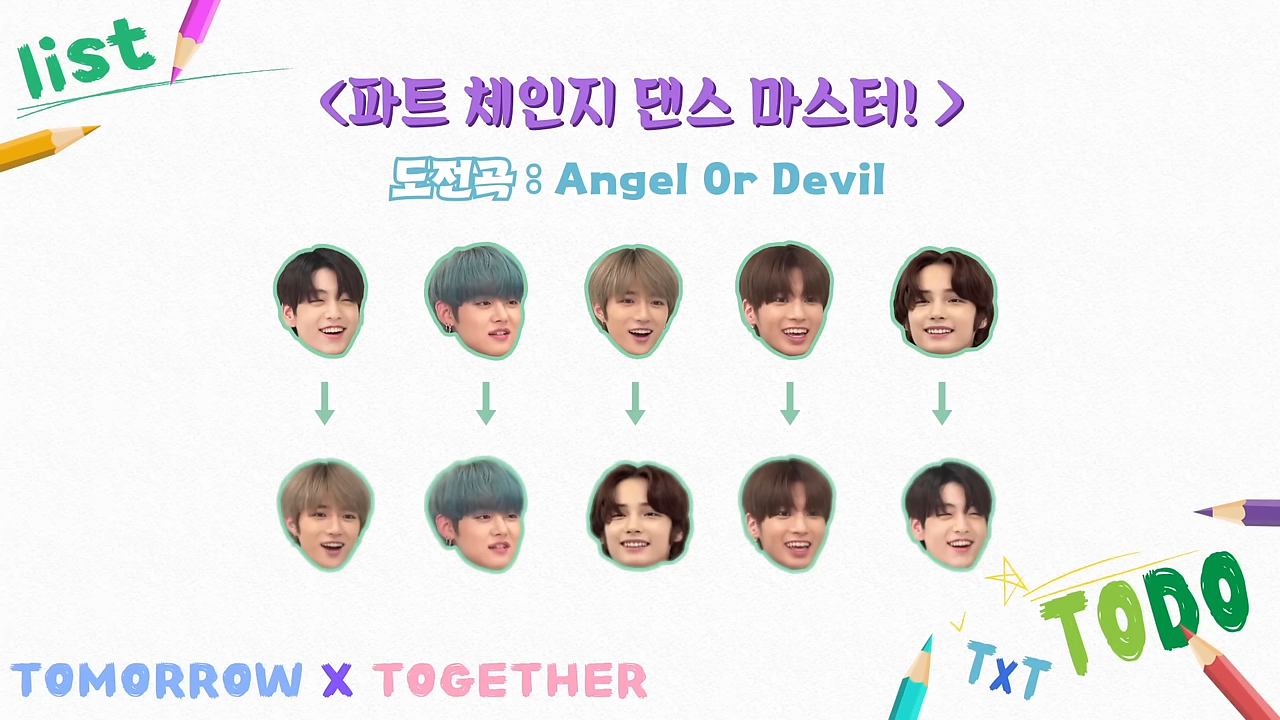 list
<파트 체인지 댄스 마스터! >
도전곡 : Angel Or Devil
TOMORROW X TOGETHER
TXT
TODO